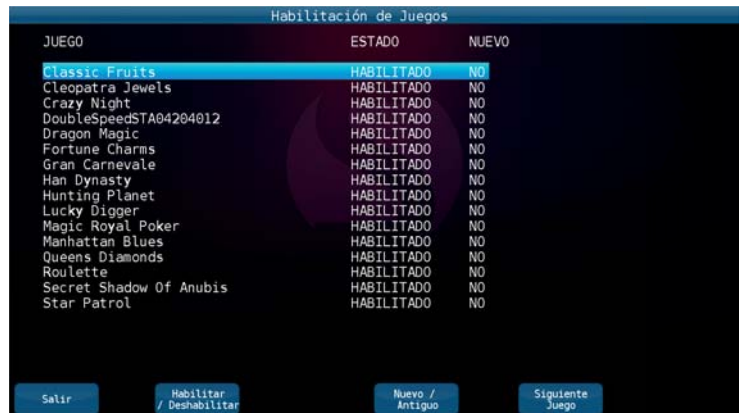 Habilitación de Juegos
JUEGO ESTADO NUEVO
Classic Fruits HABILITADO NO
Cleopatra Jewels HABILITADO NO
Crazy Night HABILITADO NO
DoubleSpeedSTA04204012 HABILITADO NO
Dragon Magic HABILITADO NO
Fortune Charms HABILITADO NO
Gran Carnevale HABILITADO NO
Han Dynasty HABILITADO NO
Hunting Planet HABILITADO NO
Lucky Digger HABILITADO NO
Magic Royal Poker HABILITADO NO
Manhattan Blues HABILITADO NO
Queens Diamonds HABILITADO NO
Roulette HABILITADO NO
Secret Shadow Of Anubis HABILITADO NO
Star Patrol HABILITADO NO
Salir
Habilitar
/ Deshabilitar
Nuevo /
Antiguo
Siguiente
Juego